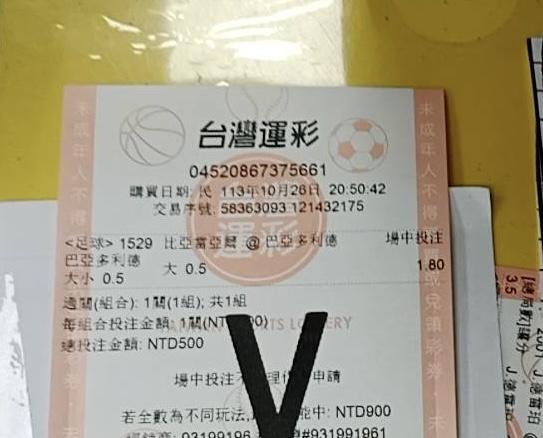 台灣運彩
04520867375661
購買日期: 民 113年10月26日 20:50:42
交易序號: 58363093 121432175
<足球> 1529 比亞當亞爾 @ 巴亞多利德 場中投注
巴亞多利德
大小 0.5 大 0.5 1.80
過關(組合): 1關(1組); 共1組
每組合投注金額: 1關(NT
總投注金額: NTD500
場中投注不 理 申請
若全數為不同玩法, 能中: NTD900
93199196 #931991961
未成年人不得